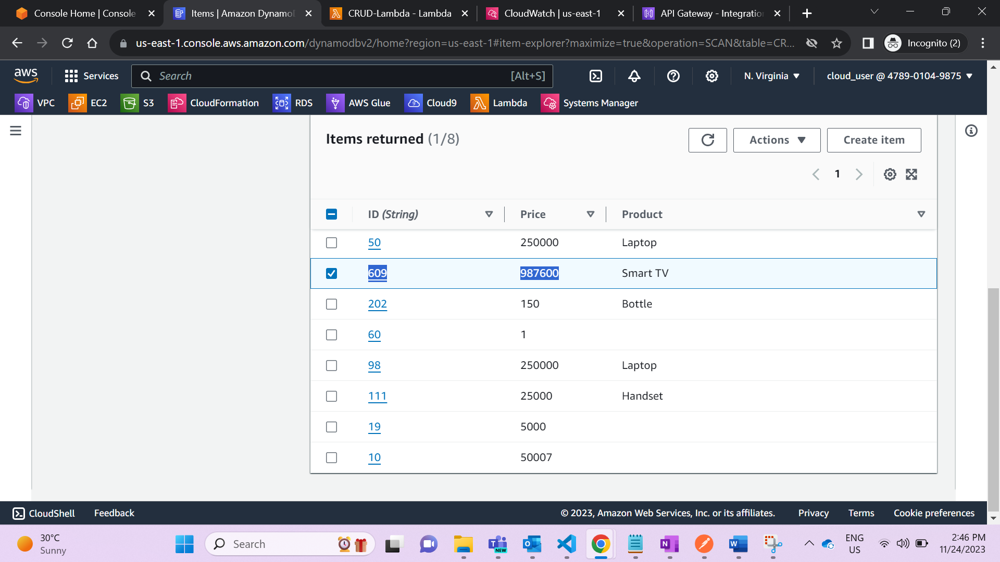 Console Home | Console
Items | Amazon Dynamo
CRUD-Lambda - Lambda
CloudWatch | us-east-1
API Gateway - Integratio
us-east-1.console.aws.amazon.com/dynamodbv2/home?region=us-east-1#item-explorer?maximize=true&operation=SCAN&table=CR...
Incognito (2)
aws
Services
Search
[Alt+S]
N. Virginia
cloud_user @ 4789-0104-9875
VPC
EC2
S3
CloudFormation
RDS
AWS Glue
Cloud9
Lambda
Systems Manager
Items returned (1/8)
Actions
Create item
1
ID (String) Price Product
50 250000 Laptop
609 987600 Smart TV
202 150 Bottle
60 1
98 250000 Laptop
111 25000 Handset
19 5000
10 50007
CloudShell
Feedback
© 2023, Amazon Web Services, Inc. or its affiliates.
Privacy
Terms
Cookie preferences
30°C
Sunny
Search
NEW
ENG
US
2:46 PM
11/24/2023